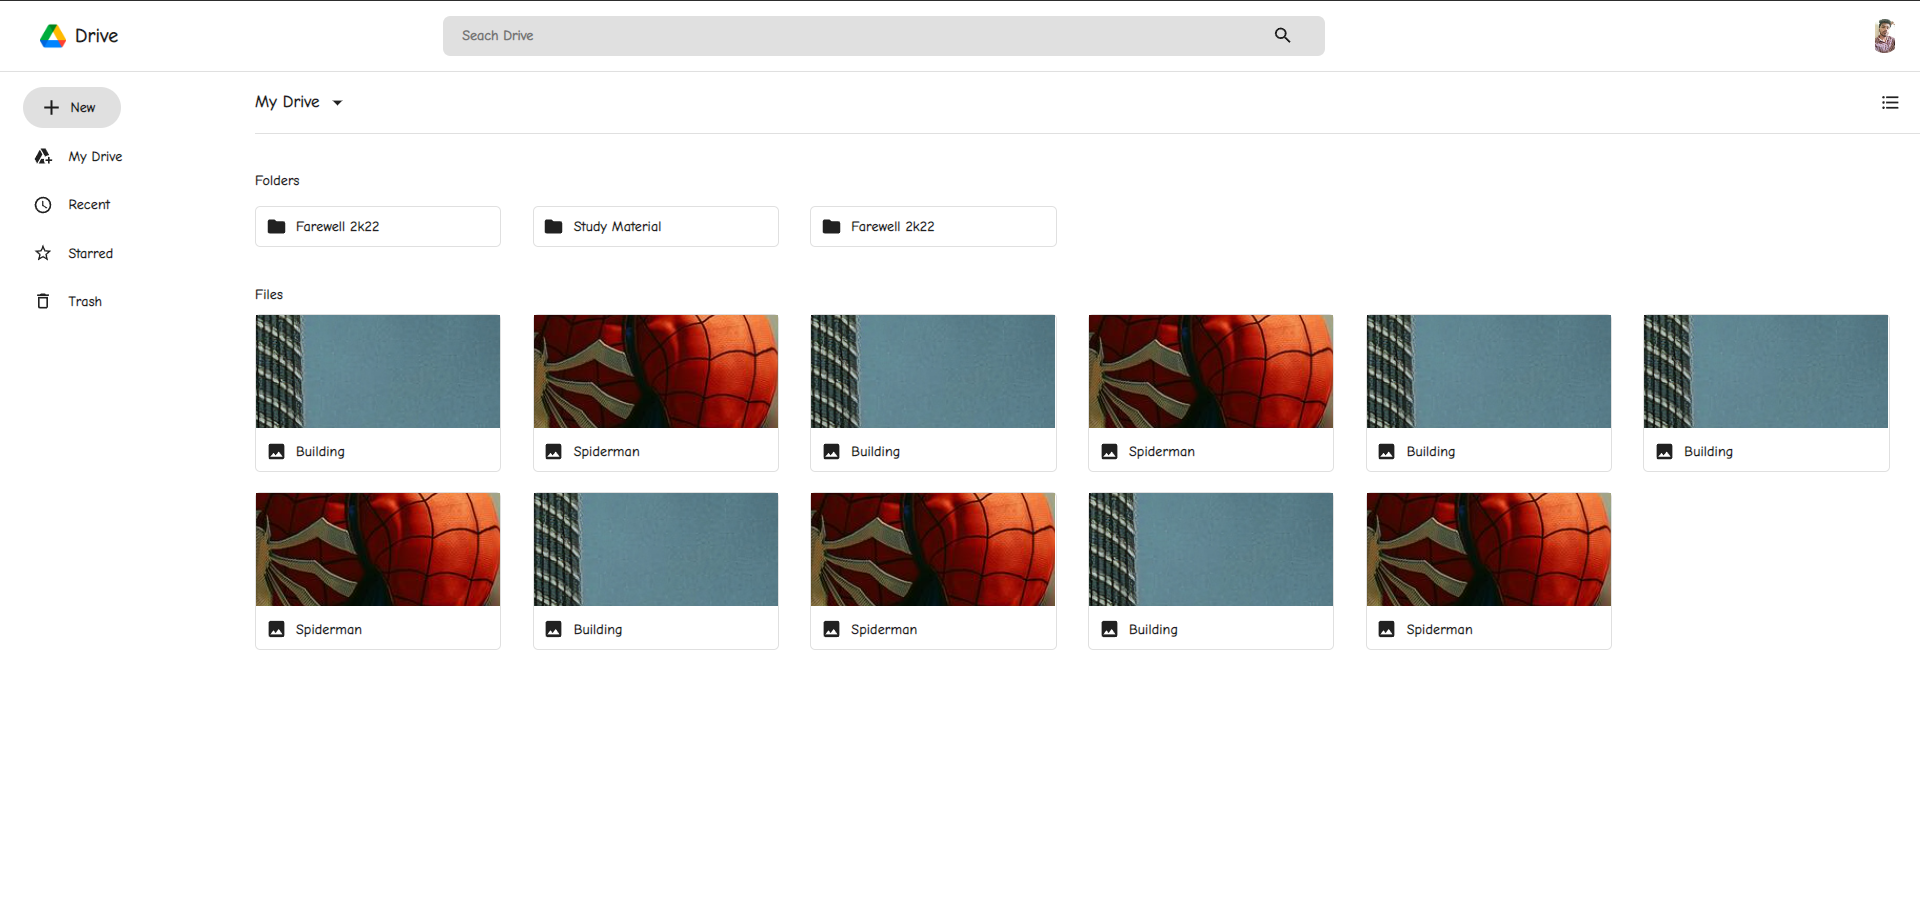 Drive
Seach Drive
New
My Drive
Recent
Starred
Trash
My Drive
Folders
Farewell 2k22
Study Material
Farewell 2k22
Files
Building
Spiderman
Building
Spiderman
Building
Building
Spiderman
Building
Spiderman
Building
Spiderman